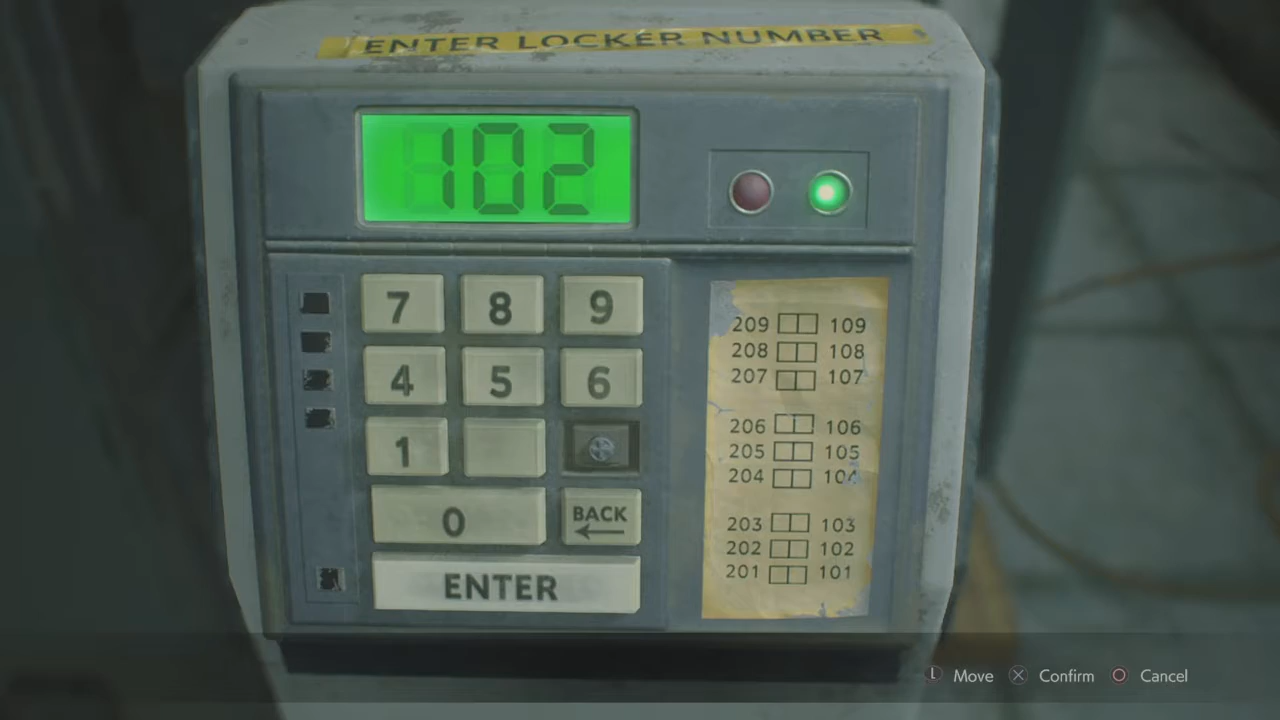 ENTER LOCKER NUMBER
102
7 8 9
4 5 6
1
0 BACK
ENTER
209 109
208 108
207 107
206 106
205 105
204 104
203 103
202 102
201 101
L Move Confirm Cancel